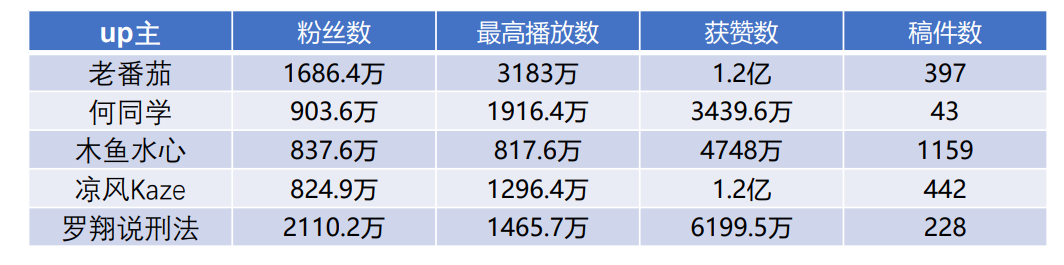 up主 粉丝数 最高播放数 获赞数 稿件数
老番茄 1686.4万 3183万 1.2亿 397
何同学 903.6万 1916.4万 3439.6万 43
木鱼水心 837.6万 817.6万 4748万 1159
凉风Kaze 824.9万 1296.4万 1.2亿 442
罗翔说刑法 2110.2万 1465.7万 6199.5万 228